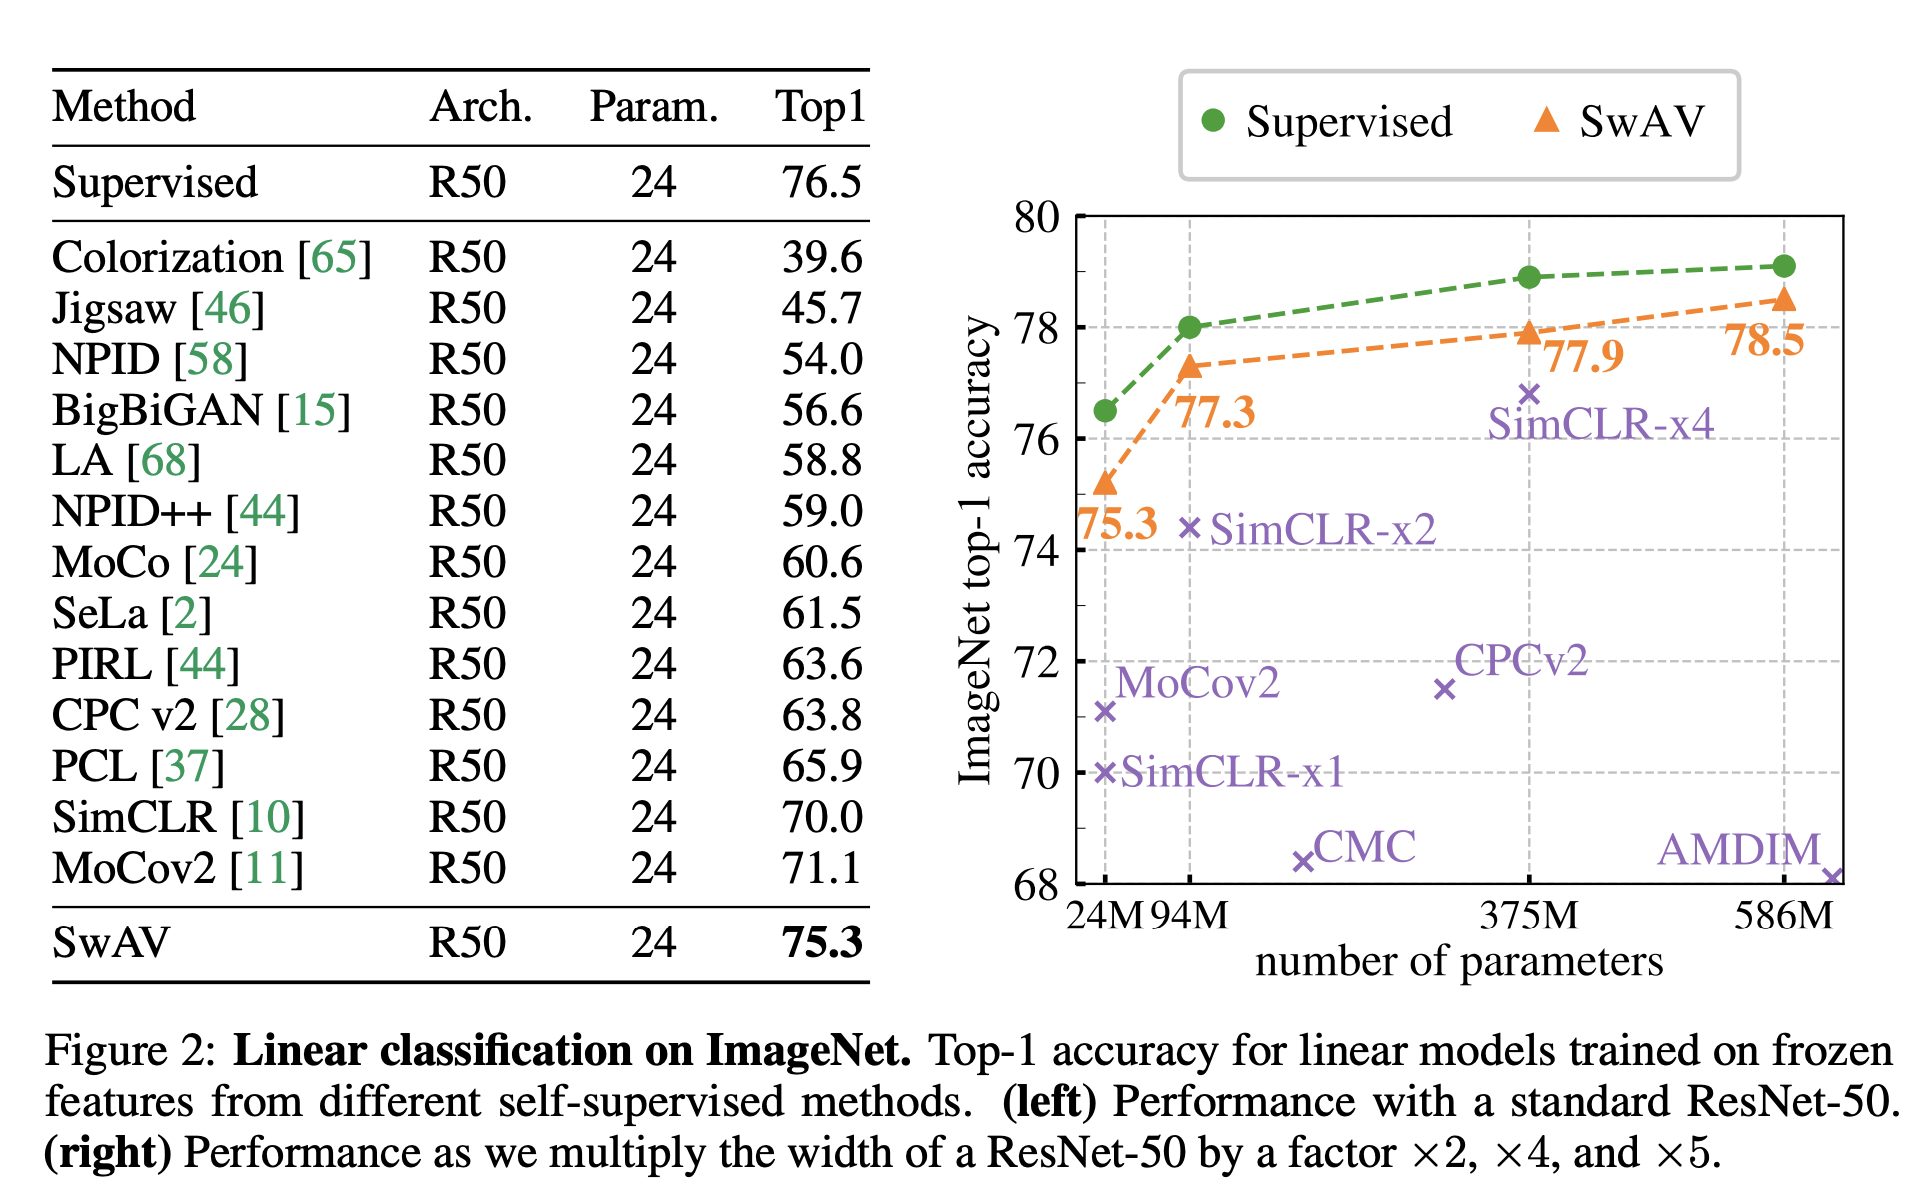 Method Arch. Param. Top1
Supervised R50 24 76.5
Colorization [65] R50 24 39.6
Jigsaw [46] R50 24 45.7
NPID [58] R50 24 54.0
BigBiGAN [15] R50 24 56.6
LA [68] R50 24 58.8
NPID++ [44] R50 24 59.0
MoCo [24] R50 24 60.6
SeLa [2] R50 24 61.5
PIRL [44] R50 24 63.6
CPC v2 [28] R50 24 63.8
PCL [37] R50 24 65.9
SimCLR [10] R50 24 70.0
MoCov2 [11] R50 24 71.1
SwAV R50 24 75.3
Supervised SwAV
ImageNet top-1 accuracy
80
78
76
74
72
70
68
78.5
77.9
77.3
SimCLR-x4
75.3
SimCLR-x2
CPCv2
MoCov2
SimCLR-x1
CMC
AMDIM
24M 94M 375M 586M
number of parameters
Figure 2: Linear classification on ImageNet. Top-1 accuracy for linear models trained on frozen
features from different self-supervised methods. (left) Performance with a standard ResNet-50.
(right) Performance as we multiply the width of a ResNet-50 by a factor ×2, ×4, and ×5.